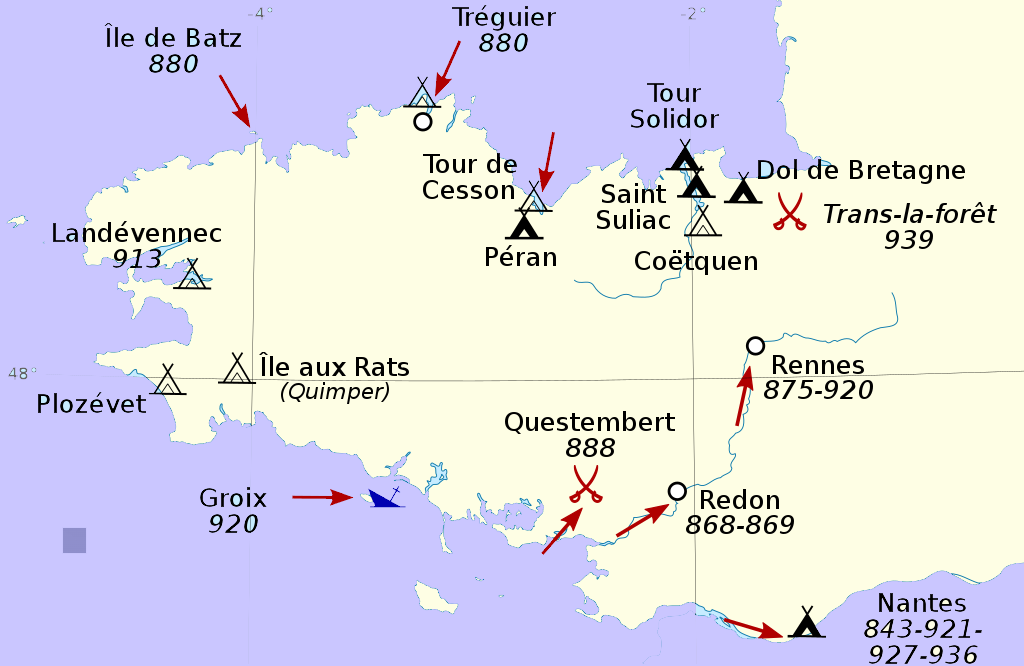 -4°
-2°
Tréguier
880
Île de Batz
880
Tour
Solidor
Tour de
Cesson
Dol de Bretagne
Saint
Suliac
Trans-la-forêt
939
Landévennec
913
Péran
Coëtquen
48°
Île aux Rats
(Quimper)
Rennes
875-920
Plozévet
Questembert
888
Groix
920
Redon
868-869
Nantes
843-921-
927-936